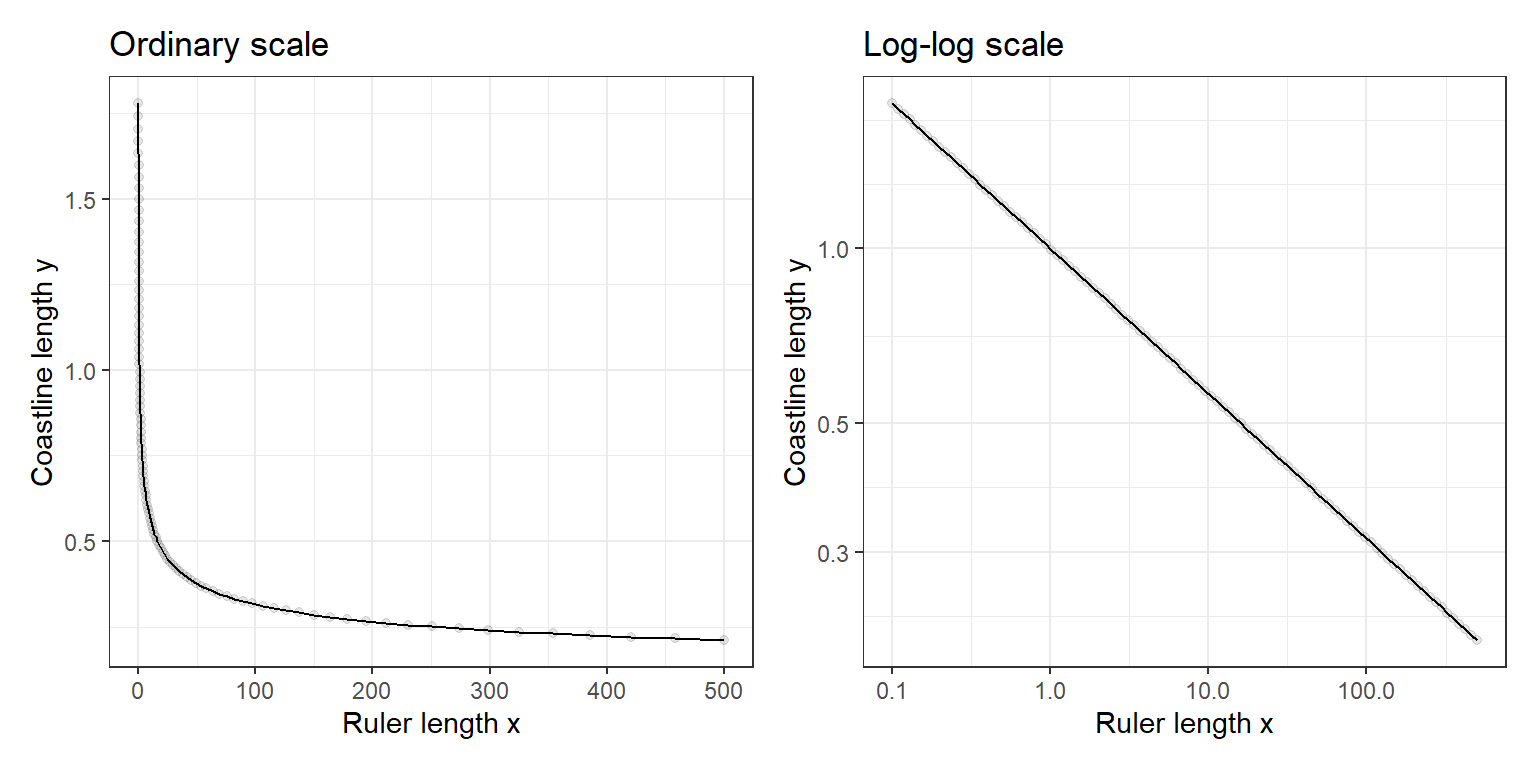 Ordinary scale
Coastline length y
1.5
1.0
0.5
0 100 200 300 400 500
Ruler length x
Log-log scale
Coastline length y
1.0
0.5
0.3
0.1 1.0 10.0 100.0
Ruler length x